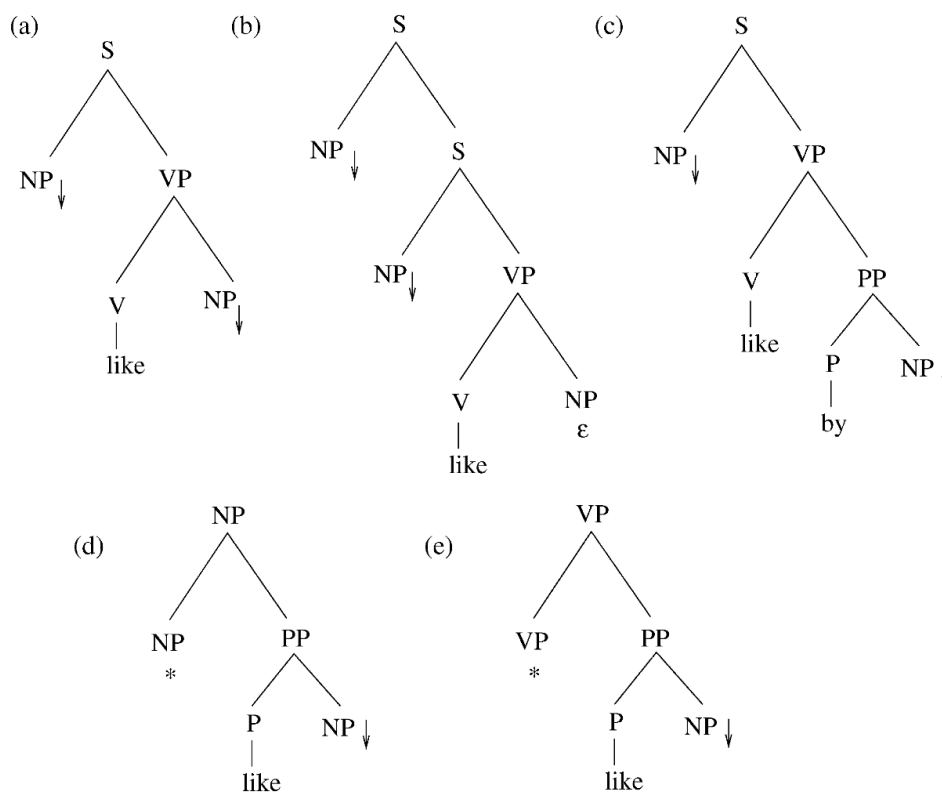 (a) (b) (c)
S S S
NP↓ VP NP↓ S NP↓ VP
V NP↓ NP↓ VP V PP
like V NP like P NP
ε by
like
(d) (e)
NP VP
NP PP VP PP
* *
P NP↓ P NP↓
like like